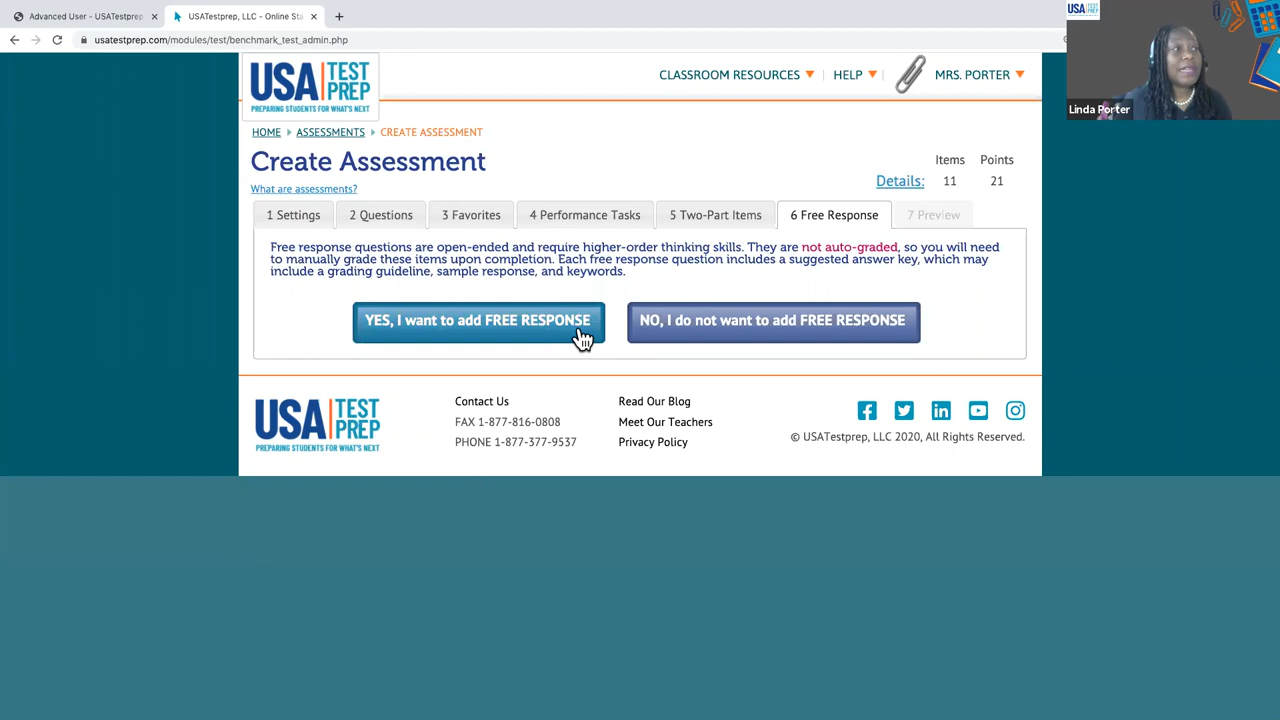 Advanced User - USATestprep
USATestprep, LLC - Online Sta
usatestprep.com/modules/test/benchmark_test_admin.php
USA TEST PREP
PREPARING STUDENTS FOR WHAT'S NEXT
CLASSROOM RESOURCES
HELP
MRS. PORTER
USA TEST PREP
Linda Porter
HOME ASSESSMENTS CREATE ASSESSMENT
Create Assessment
What are assessments?
Items Points
Details: 11 21
1 Settings
2 Questions
3 Favorites
4 Performance Tasks
5 Two-Part Items
6 Free Response
7 Preview
Free response questions are open-ended and require higher-order thinking skills. They are not auto-graded, so you will need
to manually grade these items upon completion. Each free response question includes a suggested answer key, which may
include a grading guideline, sample response, and keywords.
YES, I want to add FREE RESPONSE
NO, I do not want to add FREE RESPONSE
USA TEST PREP
PREPARING STUDENTS FOR WHAT'S NEXT
Contact Us
FAX 1-877-816-0808
PHONE 1-877-377-9537
Read Our Blog
Meet Our Teachers
Privacy Policy
© USATestprep, LLC 2020, All Rights Reserved.